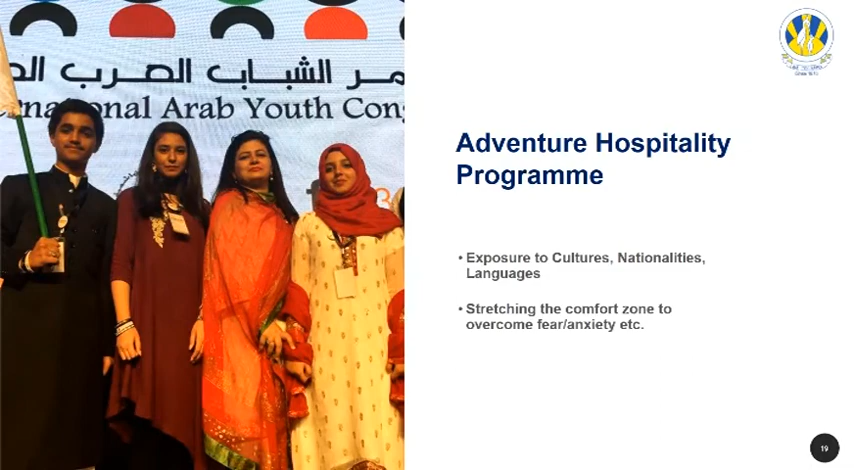 الشباب العرب
Arab Youth
Adventure Hospitality
Programme
• Exposure to Cultures, Nationalities,
Languages
• Stretching the comfort zone to
overcome fear/anxiety etc.
19